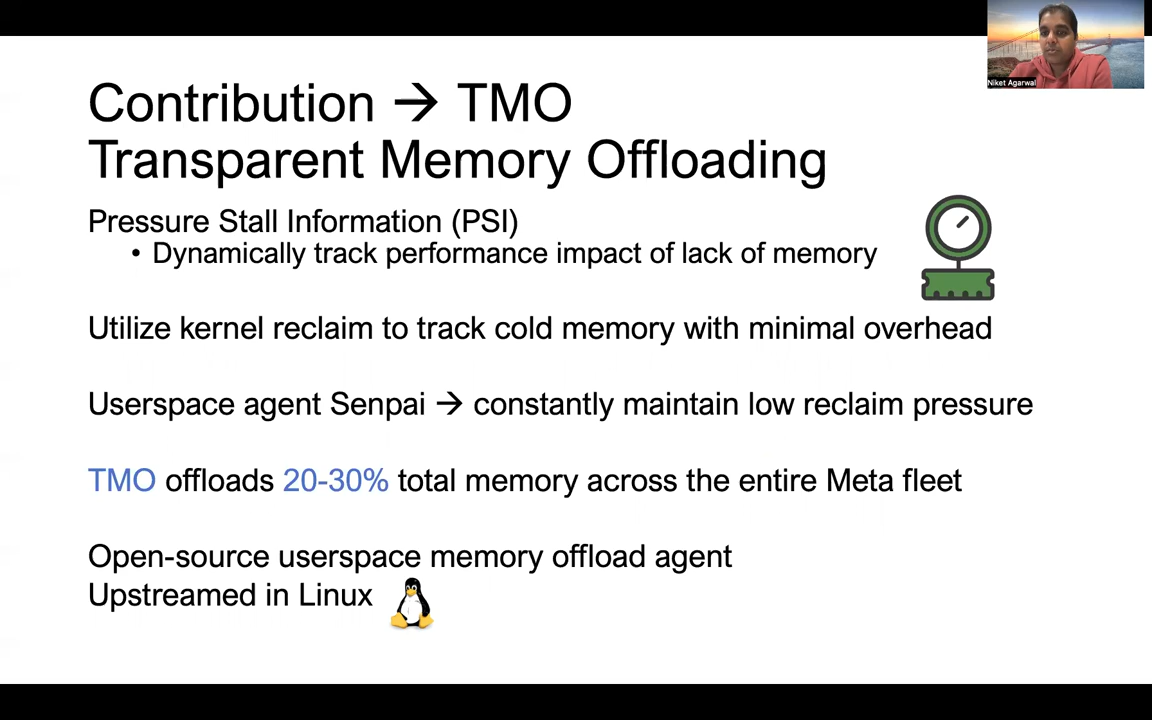 Niket Agarwal
Contribution → TMO
Transparent Memory Offloading
Pressure Stall Information (PSI)
• Dynamically track performance impact of lack of memory
Utilize kernel reclaim to track cold memory with minimal overhead
Userspace agent Senpai → constantly maintain low reclaim pressure
TMO offloads 20-30% total memory across the entire Meta fleet
Open-source userspace memory offload agent
Upstreamed in Linux